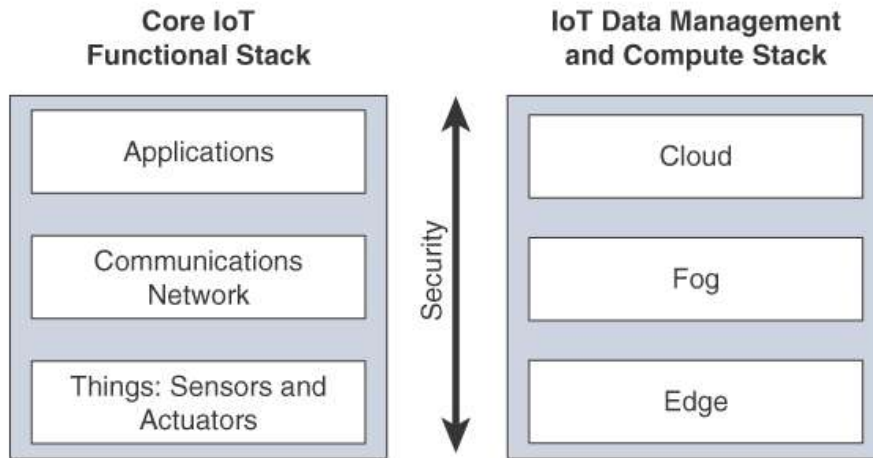 Core IoT
Functional Stack
Applications
Communications
Network
Things: Sensors and
Actuators
Security
IoT Data Management
and Compute Stack
Cloud
Fog
Edge